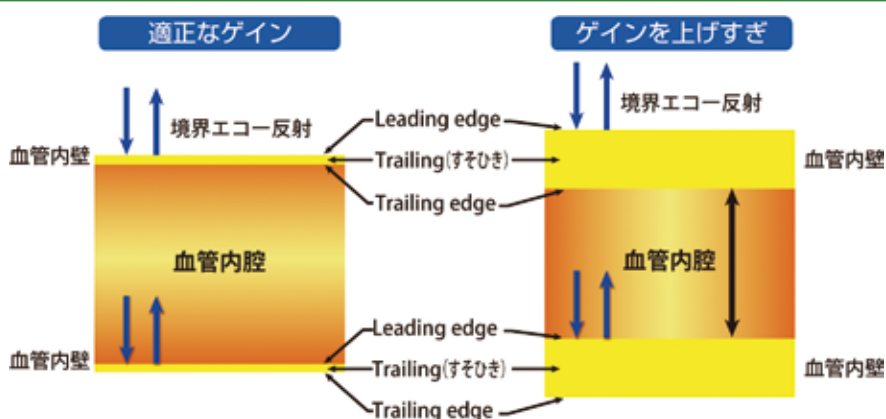 適正なゲイン
ゲインを上げすぎ
境界エコー反射
境界エコー反射
血管内壁
Leading edge
Trailing(すそひき)
Trailing edge
血管内壁
血管内腔
血管内腔
血管内壁
Leading edge
Trailing(すそひき)
Trailing edge
血管内壁